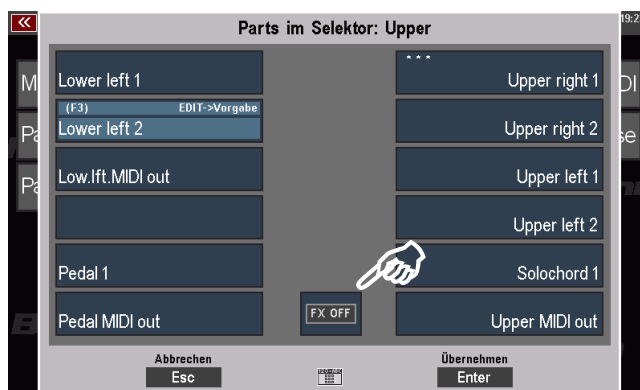 Parts im Selektor: Upper
Lower left 1
(F3) EDIT->Vorgabe
Lower left 2
Low.lft.MIDI out
Pedal 1
Pedal MIDI out
***
Upper right 1
Upper right 2
Upper left 1
Upper left 2
Solochord 1
Upper MIDI out
FX OFF
Abbrechen
Esc
Übernehmen
Enter